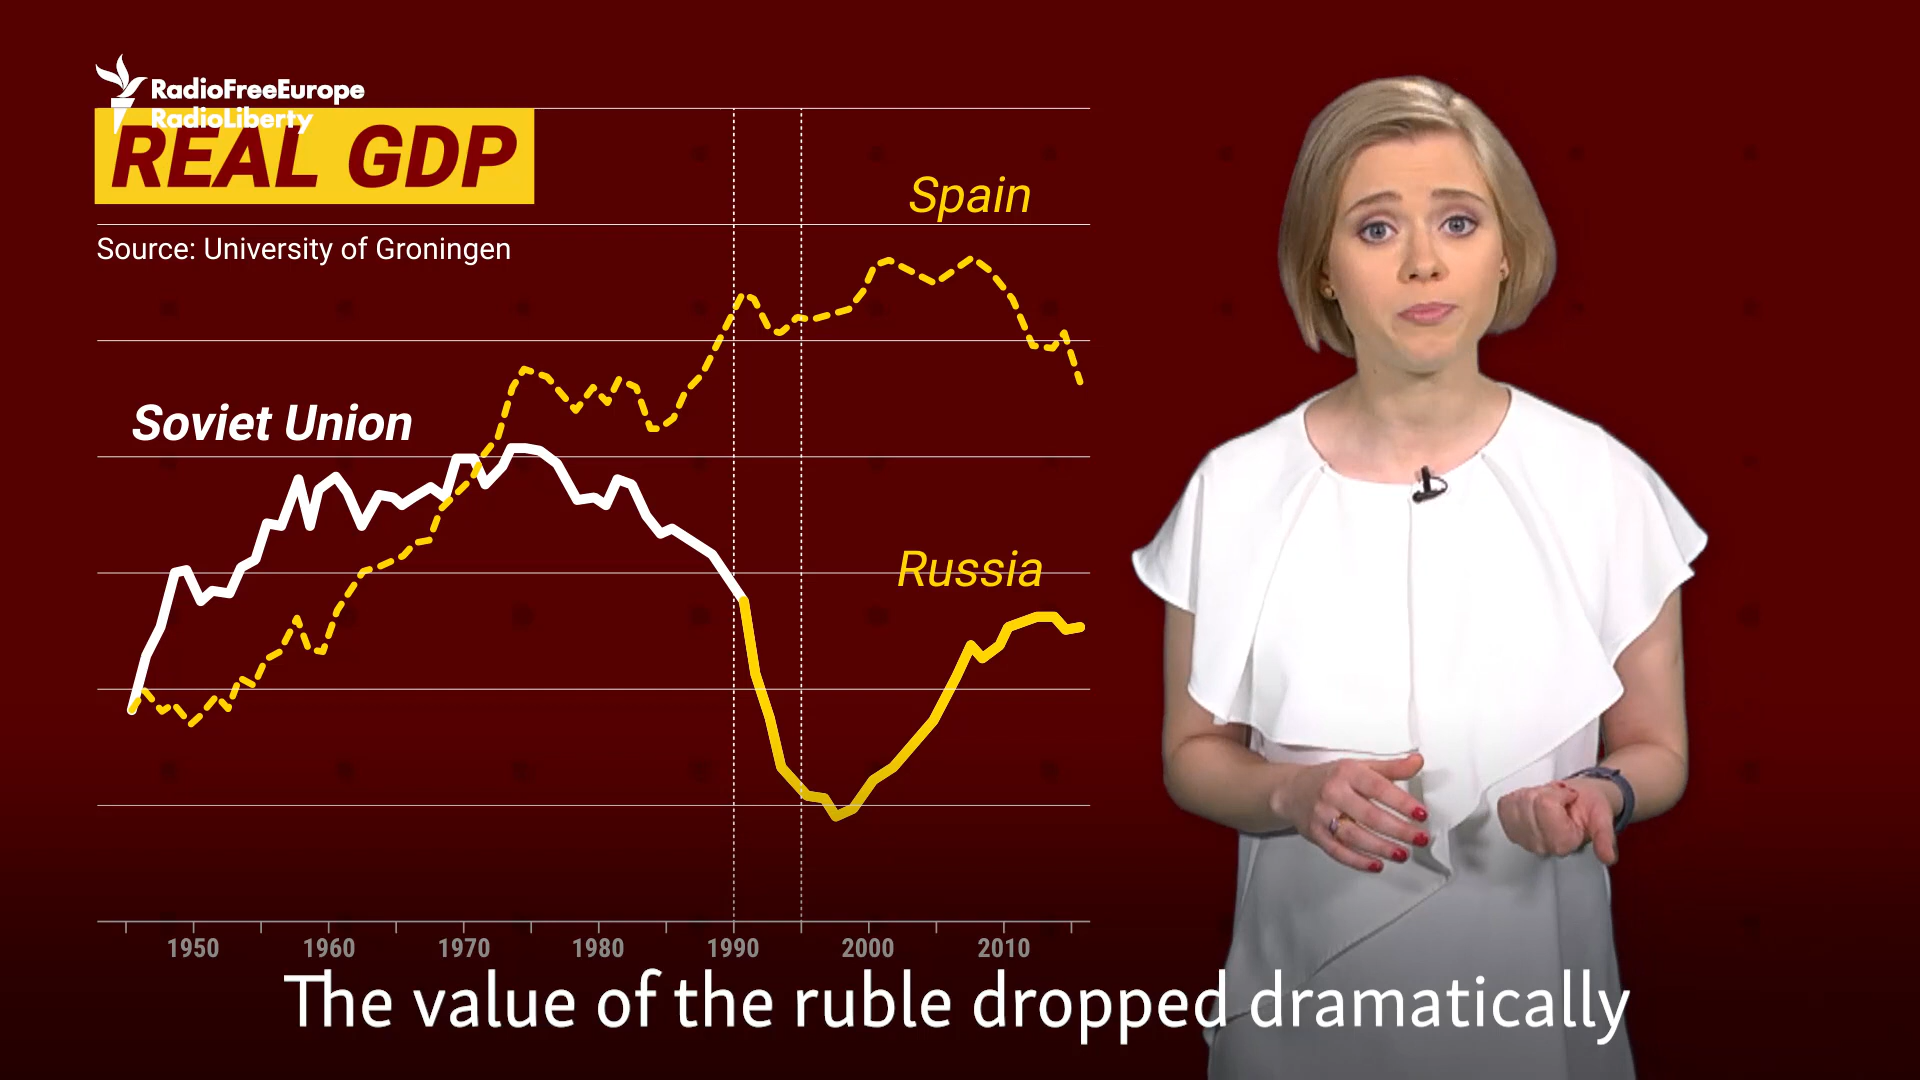 RadioFreeEurope
RadioLiberty
REAL GDP
Source: University of Groningen
Spain
Soviet Union
Russia
1950 1960 1970 1980 1990 2000 2010
The value of the ruble dropped dramatically